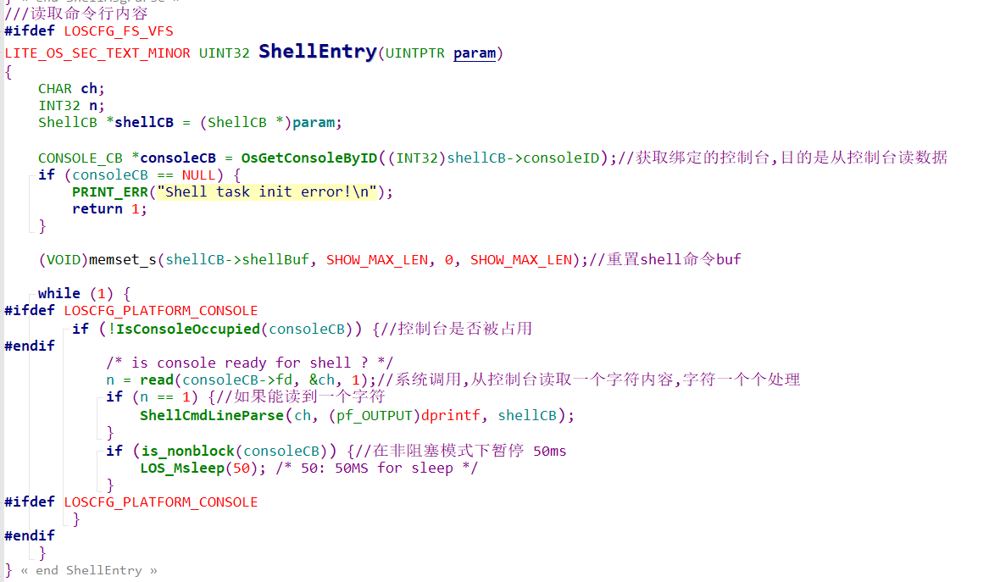 ///读取命令行内容
#ifdef LOSCFG_FS_VFS
LITE_OS_SEC_TEXT_MINOR UINT32 ShellEntry(UINTPTR param)
{
    CHAR ch;
    INT32 n;
    ShellCB *shellCB = (ShellCB *)param;

    CONSOLE_CB *consoleCB = OsGetConsoleByID((INT32)shellCB->consoleID);//获取绑定的控制台,目的是从控制台读数据
    if (consoleCB == NULL) {
        PRINT_ERR("Shell task init error!\n");
        return 1;
    }

    (VOID)memset_s(shellCB->shellBuf, SHOW_MAX_LEN, 0, SHOW_MAX_LEN);//重置shell命令buf

    while (1) {
#ifdef LOSCFG_PLATFORM_CONSOLE
        if (!IsConsoleOccupied(consoleCB)) {//控制台是否被占用
#endif
            /* is console ready for shell ? */
            n = read(consoleCB->fd, &ch, 1);//系统调用,从控制台读取一个字符内容,字符一个个处理
            if (n == 1) {//如果能读到一个字符
                ShellCmdLineParse(ch, (pf_OUTPUT)dprintf, shellCB);
            }
            if (is_nonblock(consoleCB)) {//在非阻塞模式下暂停 50ms
                LOS_Msleep(50); /* 50: 50MS for sleep */
            }
#ifdef LOSCFG_PLATFORM_CONSOLE
        }
#endif
    }
} « end ShellEntry »